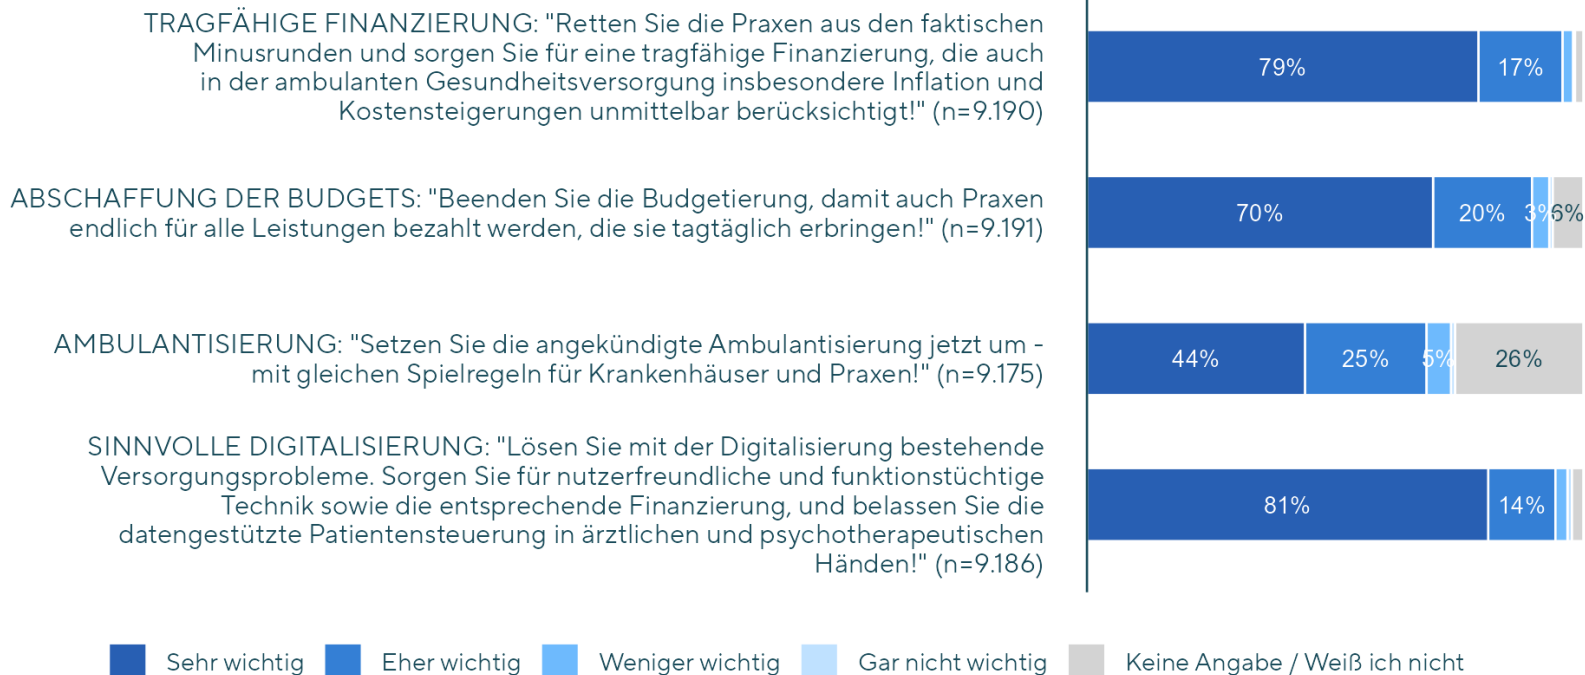 TRAGFÄHIGE FINANZIERUNG: "Retten Sie die Praxen aus den faktischen
Minusrunden und sorgen Sie für eine tragfähige Finanzierung, die auch
in der ambulanten Gesundheitsversorgung insbesondere Inflation und
Kostensteigerungen unmittelbar berücksichtigt!" (n=9.190)
79% 17%
ABSCHAFFUNG DER BUDGETS: "Beenden Sie die Budgetierung, damit auch Praxen
endlich für alle Leistungen bezahlt werden, die sie tagtäglich erbringen!" (n=9.191)
70% 20% 3% 6%
AMBULANTISIERUNG: "Setzen Sie die angekündigte Ambulantisierung jetzt um -
mit gleichen Spielregeln für Krankenhäuser und Praxen!" (n=9.175)
44% 25% 5% 26%
SINNVOLLE DIGITALISIERUNG: "Lösen Sie mit der Digitalisierung bestehende
Versorgungsprobleme. Sorgen Sie für nutzerfreundliche und funktionstüchtige
Technik sowie die entsprechende Finanzierung, und belassen Sie die
datengestützte Patientensteuerung in ärztlichen und psychotherapeutischen
Händen!" (n=9.186)
81% 14%
Sehr wichtig Eher wichtig Weniger wichtig Gar nicht wichtig Keine Angabe / Weiß ich nicht